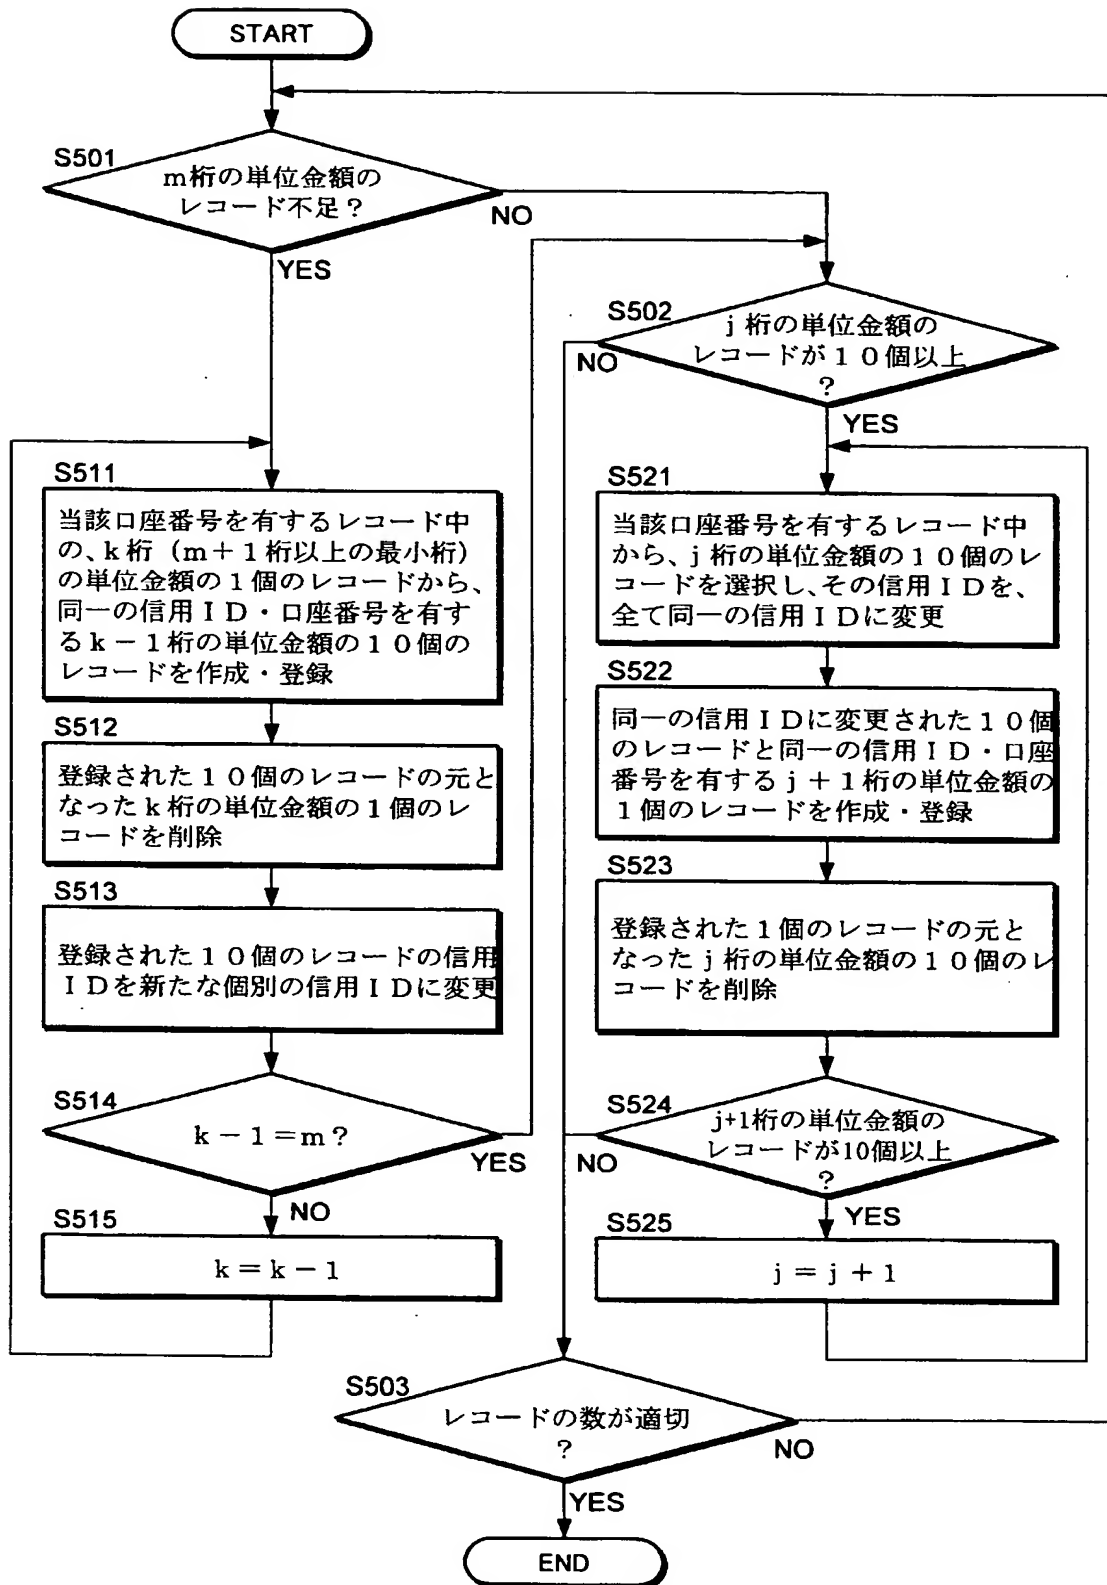 START
S501
m桁の単位金額の
レコード不足？
NO
YES
S502
j桁の単位金額の
レコードが１０個以上
？
NO
YES
S511
当該口座番号を有するレコード中
の、k桁（m＋1桁以上の最小桁）
の単位金額の１個のレコードから、
同一の信用ＩＤ・口座番号を有す
るk－1桁の単位金額の１０個の
レコードを作成・登録
S512
登録された１０個のレコードの元と
なったk桁の単位金額の１個のレ
コードを削除
S513
登録された１０個のレコードの信用
ＩＤを新たな個別の信用ＩＤに変更
S514
k－1＝m？
YES
NO
S515
k＝k－1
S521
当該口座番号を有するレコード中
から、j桁の単位金額の１０個のレ
コードを選択し、その信用ＩＤを、
全て同一の信用ＩＤに変更
S522
同一の信用ＩＤに変更された１０個
のレコードと同一の信用ＩＤ・口座
番号を有するj＋1桁の単位金額の
１個のレコードを作成・登録
S523
登録された１個のレコードの元と
なったj桁の単位金額の１０個のレ
コードを削除
S524
j+1桁の単位金額の
レコードが10個以上
？
NO
YES
S525
j＝j＋1
S503
レコードの数が適切
？
NO
YES
END